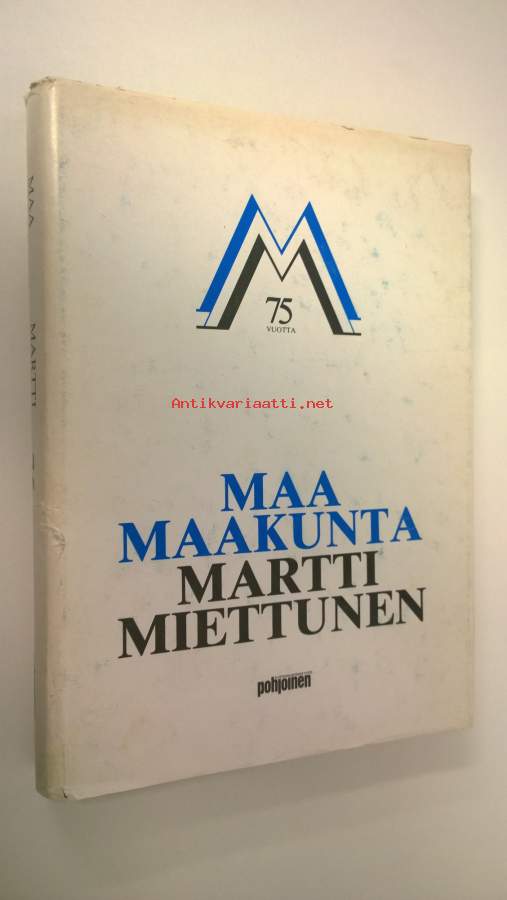 MAA
MARTTI
75
VUOTTA
Antikvariaatti.net
MAA
MAAKUNTA
MARTTI
MIETTUNEN
pohjoinen